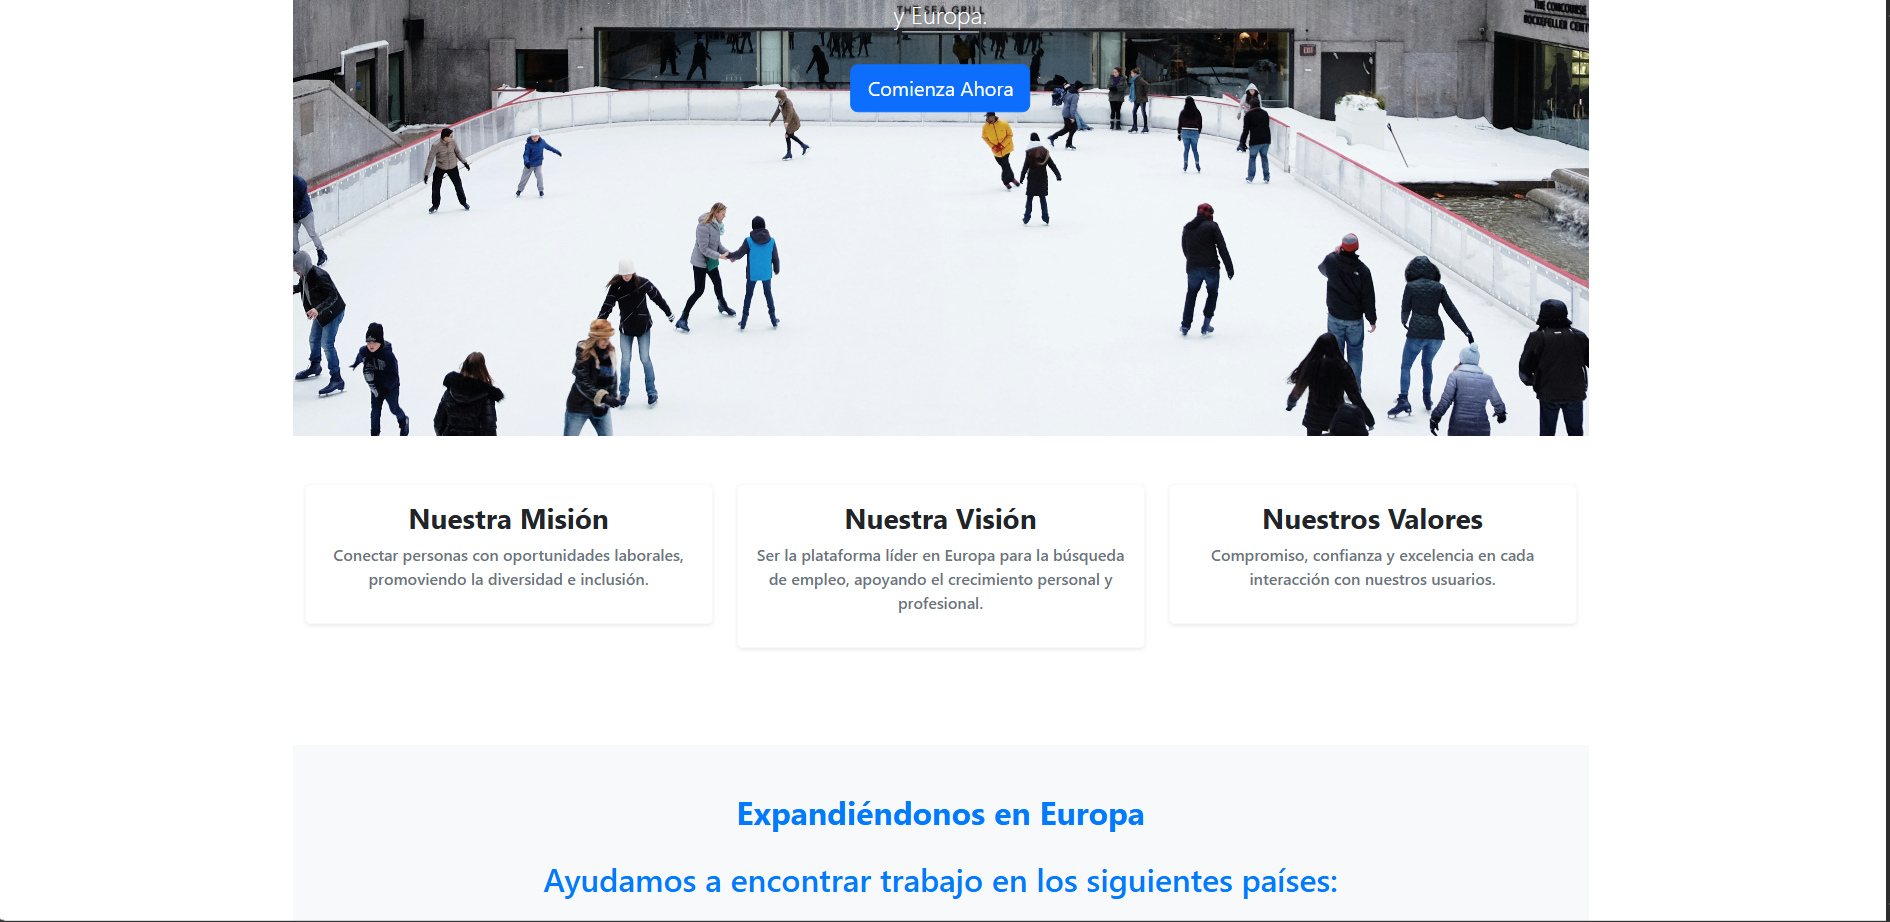 THE SEA GRILL
y Europa.
THE CONCOURSE
ROCKEFELLER CENT
EXIT
Comienza Ahora
Nuestra Misión
Conectar personas con oportunidades laborales,
promoviendo la diversidad e inclusión.
Nuestra Visión
Ser la plataforma líder en Europa para la búsqueda
de empleo, apoyando el crecimiento personal y
profesional.
Nuestros Valores
Compromiso, confianza y excelencia en cada
interacción con nuestros usuarios.
Expandiéndonos en Europa
Ayudamos a encontrar trabajo en los siguientes países: